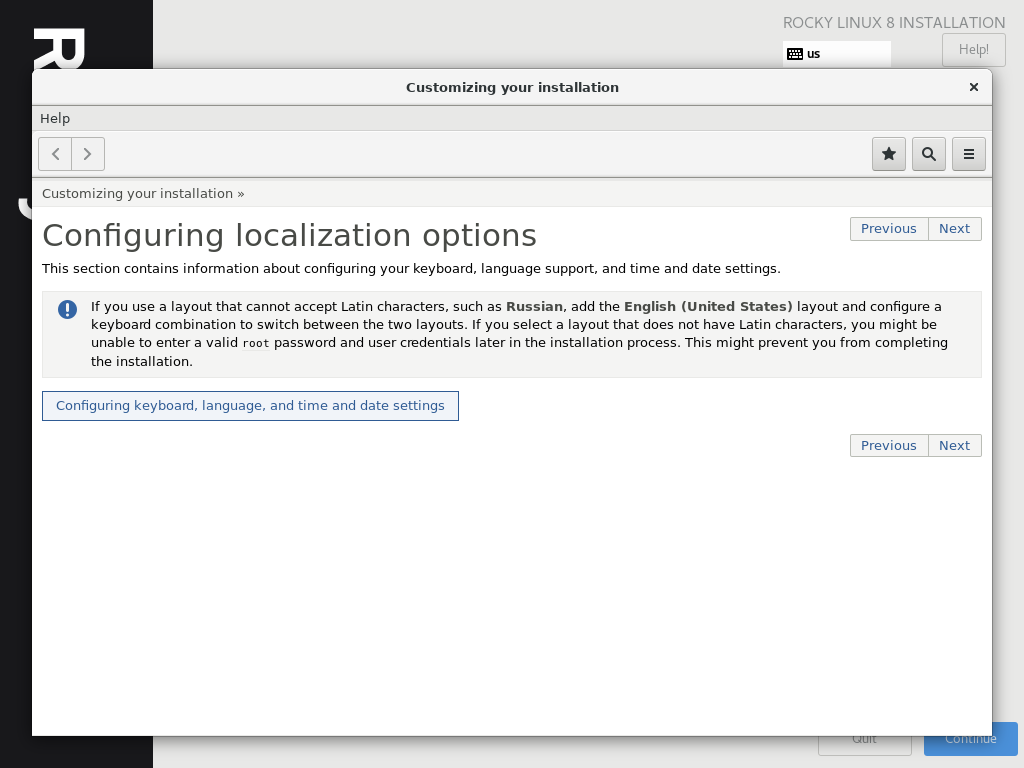 R
ROCKY LINUX 8 INSTALLATION
us
Help!
Customizing your installation
Help
Customizing your installation »
Configuring localization options
Previous
Next
This section contains information about configuring your keyboard, language support, and time and date settings.
If you use a layout that cannot accept Latin characters, such as Russian, add the English (United States) layout and configure a
keyboard combination to switch between the two layouts. If you select a layout that does not have Latin characters, you might be
unable to enter a valid root password and user credentials later in the installation process. This might prevent you from completing
the installation.
Configuring keyboard, language, and time and date settings
Previous
Next
Quit
Continue